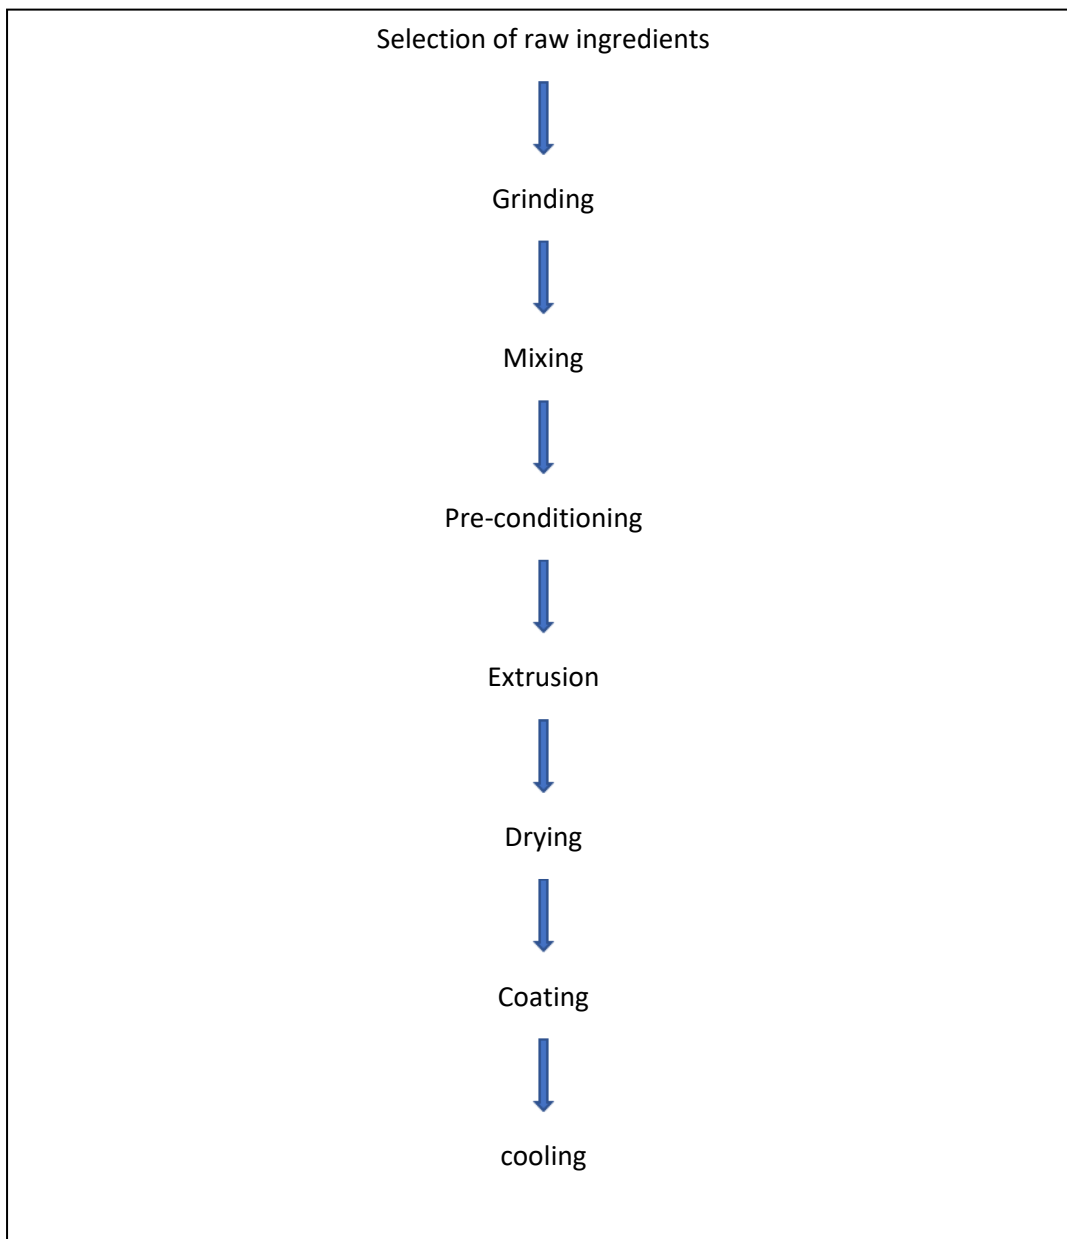 Selection of raw ingredients
Grinding
Mixing
Pre-conditioning
Extrusion
Drying
Coating
cooling